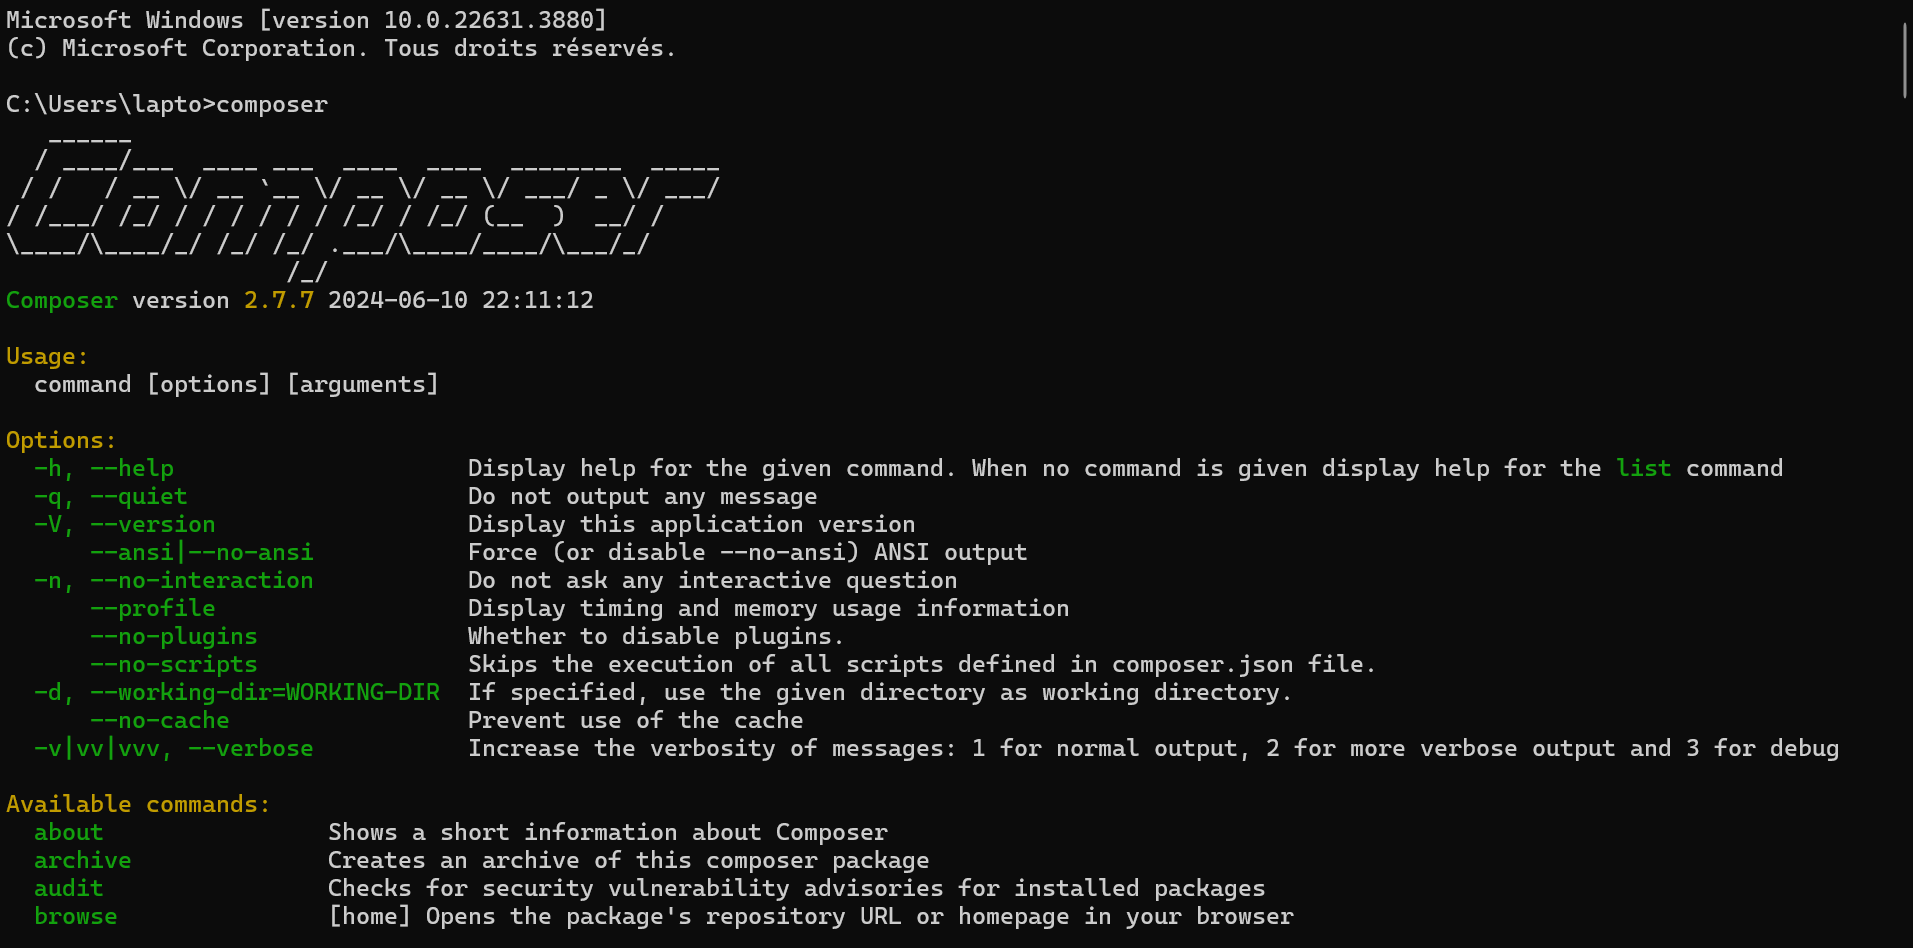 Microsoft Windows [version 10.0.22631.3880]
(c) Microsoft Corporation. Tous droits réservés.
C:\Users\lapto>composer
   ______
  / ____/___  ____ ___  ____  ____  ________  _____
 / /   / __ \/ __ `__ \/ __ \/ __ \/ ___/ _ \/ ___/
/ /___/ /_/ / / / / / / /_/ / /_/ (__  )  __/ /
\____/\____/_/ /_/ /_/ .___/\____/____/\___/_/
                    /_/
Composer version 2.7.7 2024-06-10 22:11:12
Usage:
  command [options] [arguments]
Options:
  -h, --help                     Display help for the given command. When no command is given display help for the list command
  -q, --quiet                    Do not output any message
  -V, --version                  Display this application version
      --ansi|--no-ansi           Force (or disable --no-ansi) ANSI output
  -n, --no-interaction           Do not ask any interactive question
      --profile                  Display timing and memory usage information
      --no-plugins               Whether to disable plugins.
      --no-scripts               Skips the execution of all scripts defined in composer.json file.
  -d, --working-dir=WORKING-DIR  If specified, use the given directory as working directory.
      --no-cache                 Prevent use of the cache
  -v|vv|vvv, --verbose           Increase the verbosity of messages: 1 for normal output, 2 for more verbose output and 3 for debug
Available commands:
  about                Shows a short information about Composer
  archive              Creates an archive of this composer package
  audit                Checks for security vulnerability advisories for installed packages
  browse               [home] Opens the package's repository URL or homepage in your browser